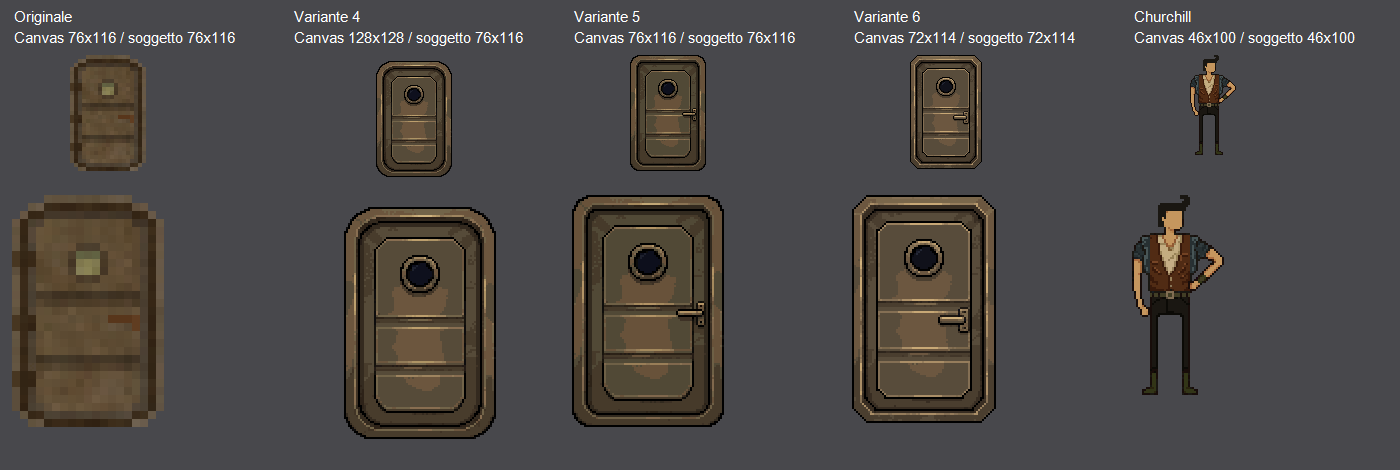 Originale
Canvas 76x116 / soggetto 76x116
Variante 4
Canvas 128x128 / soggetto 76x116
Variante 5
Canvas 76x116 / soggetto 76x116
Variante 6
Canvas 72x114 / soggetto 72x114
Churchill
Canvas 46x100 / soggetto 46x100